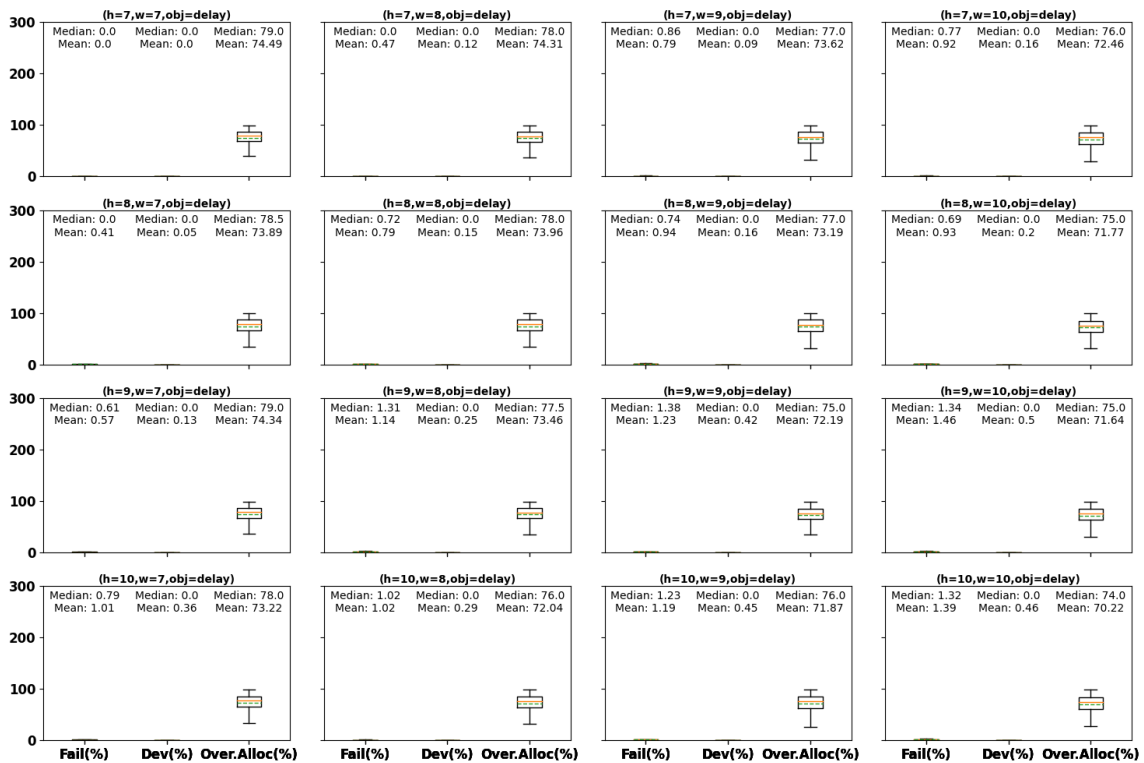 (h=7,w=7,obj=delay) (h=7,w=8,obj=delay) (h=7,w=9,obj=delay) (h=7,w=10,obj=delay)
300
Median: 0.0 Median: 0.0 Median: 79.0 Median: 0.0 Median: 0.0 Median: 78.0 Median: 0.86 Median: 0.0 Median: 77.0 Median: 0.77 Median: 0.0 Median: 76.0
Mean: 0.0 Mean: 0.0 Mean: 74.49 Mean: 0.47 Mean: 0.12 Mean: 74.31 Mean: 0.79 Mean: 0.09 Mean: 73.62 Mean: 0.92 Mean: 0.16 Mean: 72.46
200
100
0
(h=8,w=7,obj=delay) (h=8,w=8,obj=delay) (h=8,w=9,obj=delay) (h=8,w=10,obj=delay)
300
Median: 0.0 Median: 0.0 Median: 78.5 Median: 0.72 Median: 0.0 Median: 78.0 Median: 0.74 Median: 0.0 Median: 77.0 Median: 0.69 Median: 0.0 Median: 75.0
Mean: 0.41 Mean: 0.05 Mean: 73.89 Mean: 0.79 Mean: 0.15 Mean: 73.96 Mean: 0.94 Mean: 0.16 Mean: 73.19 Mean: 0.93 Mean: 0.2 Mean: 71.77
200
100
0
(h=9,w=7,obj=delay) (h=9,w=8,obj=delay) (h=9,w=9,obj=delay) (h=9,w=10,obj=delay)
300
Median: 0.61 Median: 0.0 Median: 79.0 Median: 1.31 Median: 0.0 Median: 77.5 Median: 1.38 Median: 0.0 Median: 75.0 Median: 1.34 Median: 0.0 Median: 75.0
Mean: 0.57 Mean: 0.13 Mean: 74.34 Mean: 1.14 Mean: 0.25 Mean: 73.46 Mean: 1.23 Mean: 0.42 Mean: 72.19 Mean: 1.46 Mean: 0.5 Mean: 71.64
200
100
0
(h=10,w=7,obj=delay) (h=10,w=8,obj=delay) (h=10,w=9,obj=delay) (h=10,w=10,obj=delay)
300
Median: 0.79 Median: 0.0 Median: 78.0 Median: 1.02 Median: 0.0 Median: 76.0 Median: 1.23 Median: 0.0 Median: 76.0 Median: 1.32 Median: 0.0 Median: 74.0
Mean: 1.01 Mean: 0.36 Mean: 73.22 Mean: 1.02 Mean: 0.29 Mean: 72.04 Mean: 1.19 Mean: 0.45 Mean: 71.87 Mean: 1.39 Mean: 0.46 Mean: 70.22
200
100
0
Fail(%) Dev(%) Over.Alloc(%) Fail(%) Dev(%) Over.Alloc(%) Fail(%) Dev(%) Over.Alloc(%) Fail(%) Dev(%) Over.Alloc(%)